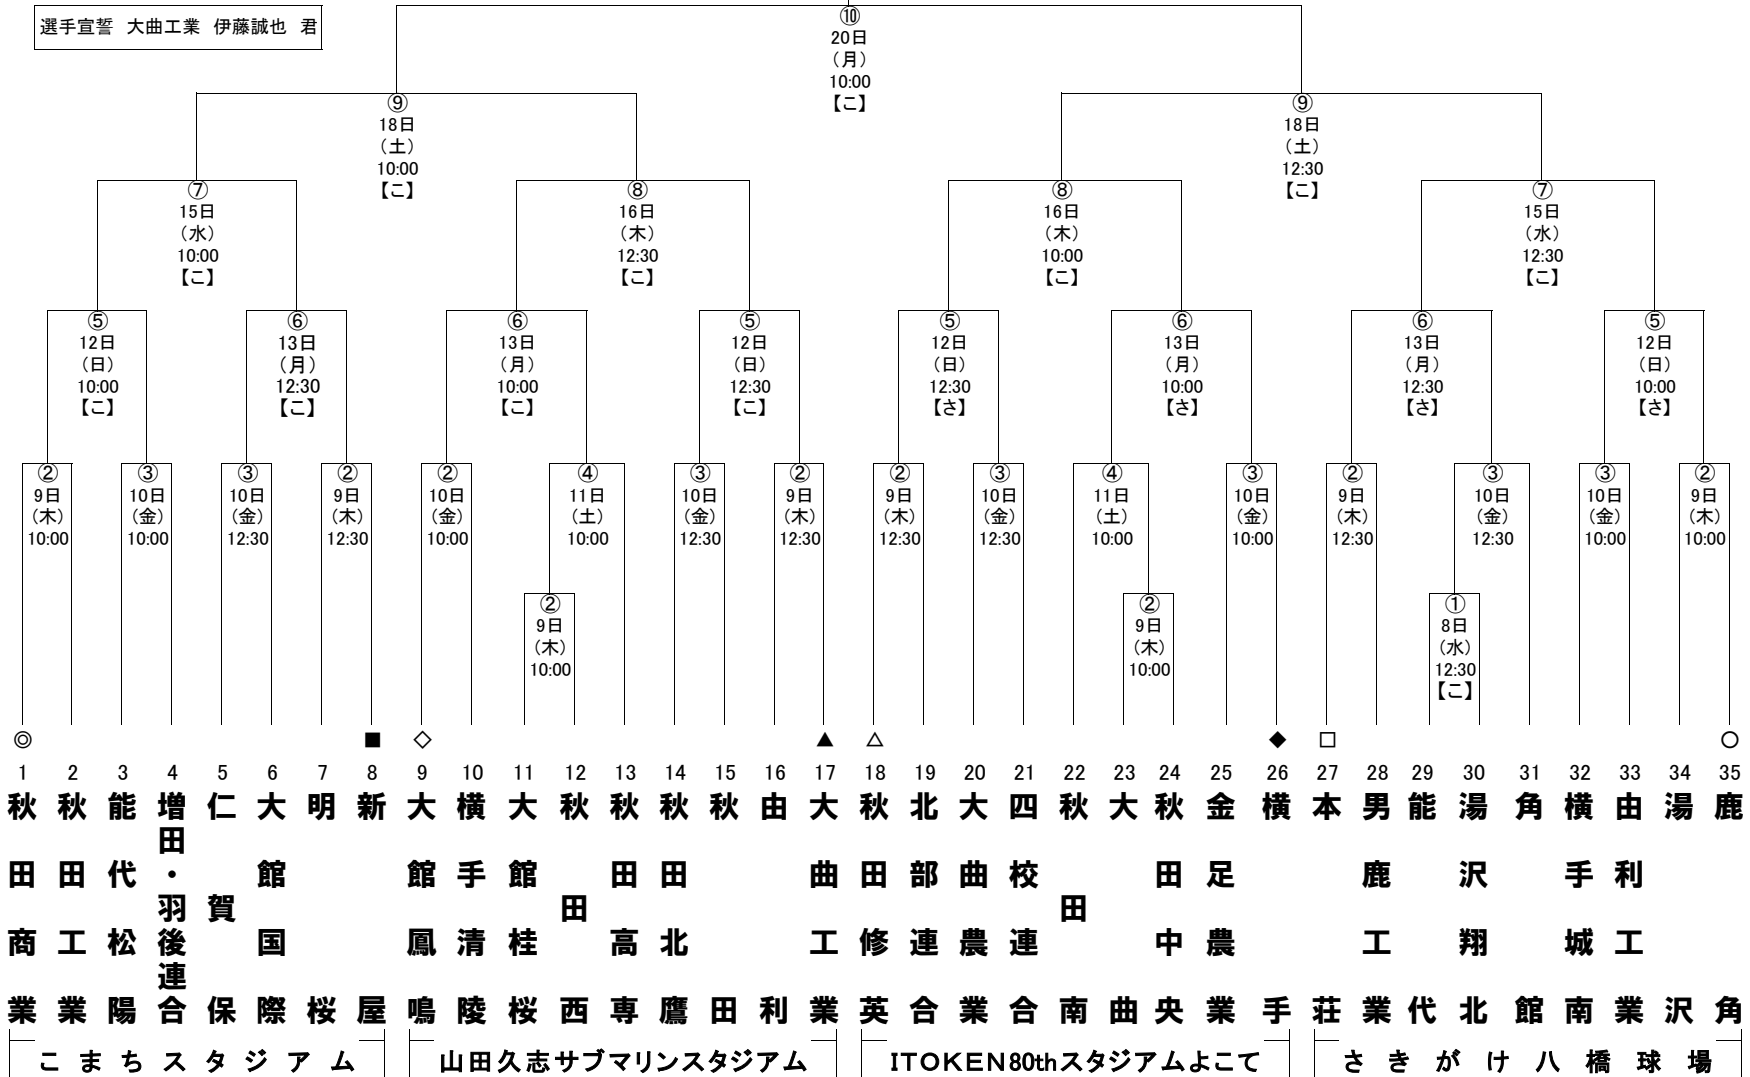 選手宣誓 大曲工業 伊藤誠也 君
⑩
20日
（月）
10:00
【こ】
⑨
18日
（土）
10:00
【こ】
⑨
18日
（土）
12:30
【こ】
⑦
15日
（水）
10:00
【こ】
⑧
16日
（木）
12:30
【こ】
⑧
16日
（木）
10:00
【こ】
⑦
15日
（水）
12:30
【こ】
⑤
12日
（日）
10:00
【こ】
⑥
13日
（月）
12:30
【こ】
⑥
13日
（月）
10:00
【こ】
⑤
12日
（日）
12:30
【こ】
⑤
12日
（日）
12:30
【さ】
⑥
13日
（月）
10:00
【さ】
⑥
13日
（月）
12:30
【さ】
⑤
12日
（日）
10:00
【さ】
②
9日
（木）
10:00
③
10日
（金）
10:00
③
10日
（金）
12:30
②
9日
（木）
12:30
②
10日
（金）
10:00
④
11日
（土）
10:00
③
10日
（金）
12:30
②
9日
（木）
12:30
②
9日
（木）
12:30
③
10日
（金）
12:30
④
11日
（土）
10:00
③
10日
（金）
10:00
②
9日
（木）
12:30
③
10日
（金）
12:30
③
10日
（金）
10:00
②
9日
（木）
10:00
②
9日
（木）
10:00
②
9日
（木）
10:00
①
8日
（水）
12:30
【こ】
◎ ■ ◇ ▲ △ ◆ □ ○
1 2 3 4 5 6 7 8 9 10 11 12 13 14 15 16 17 18 19 20 21 22 23 24 25 26 27 28 29 30 31 32 33 34 35
秋田商業
秋田工業
能代松陽
増田・羽後連合
仁賀保
大館国際
明桜
新屋
大館鳳鳴
横手清陵
大館桂桜
秋田西
秋田高専
秋田北鷹
秋田
由利
大曲工業
秋田修英
北部連合
大曲農業
四校連合
秋田南
大曲
秋田中央
金足農業
横手
本荘
男鹿工業
能代
湯沢翔北
角館
横手城南
由利工業
湯沢
鹿角
こまちスタジアム
山田久志サブマリンスタジアム
ITOKEN80thスタジアムよこて
さきがけ八橋球場